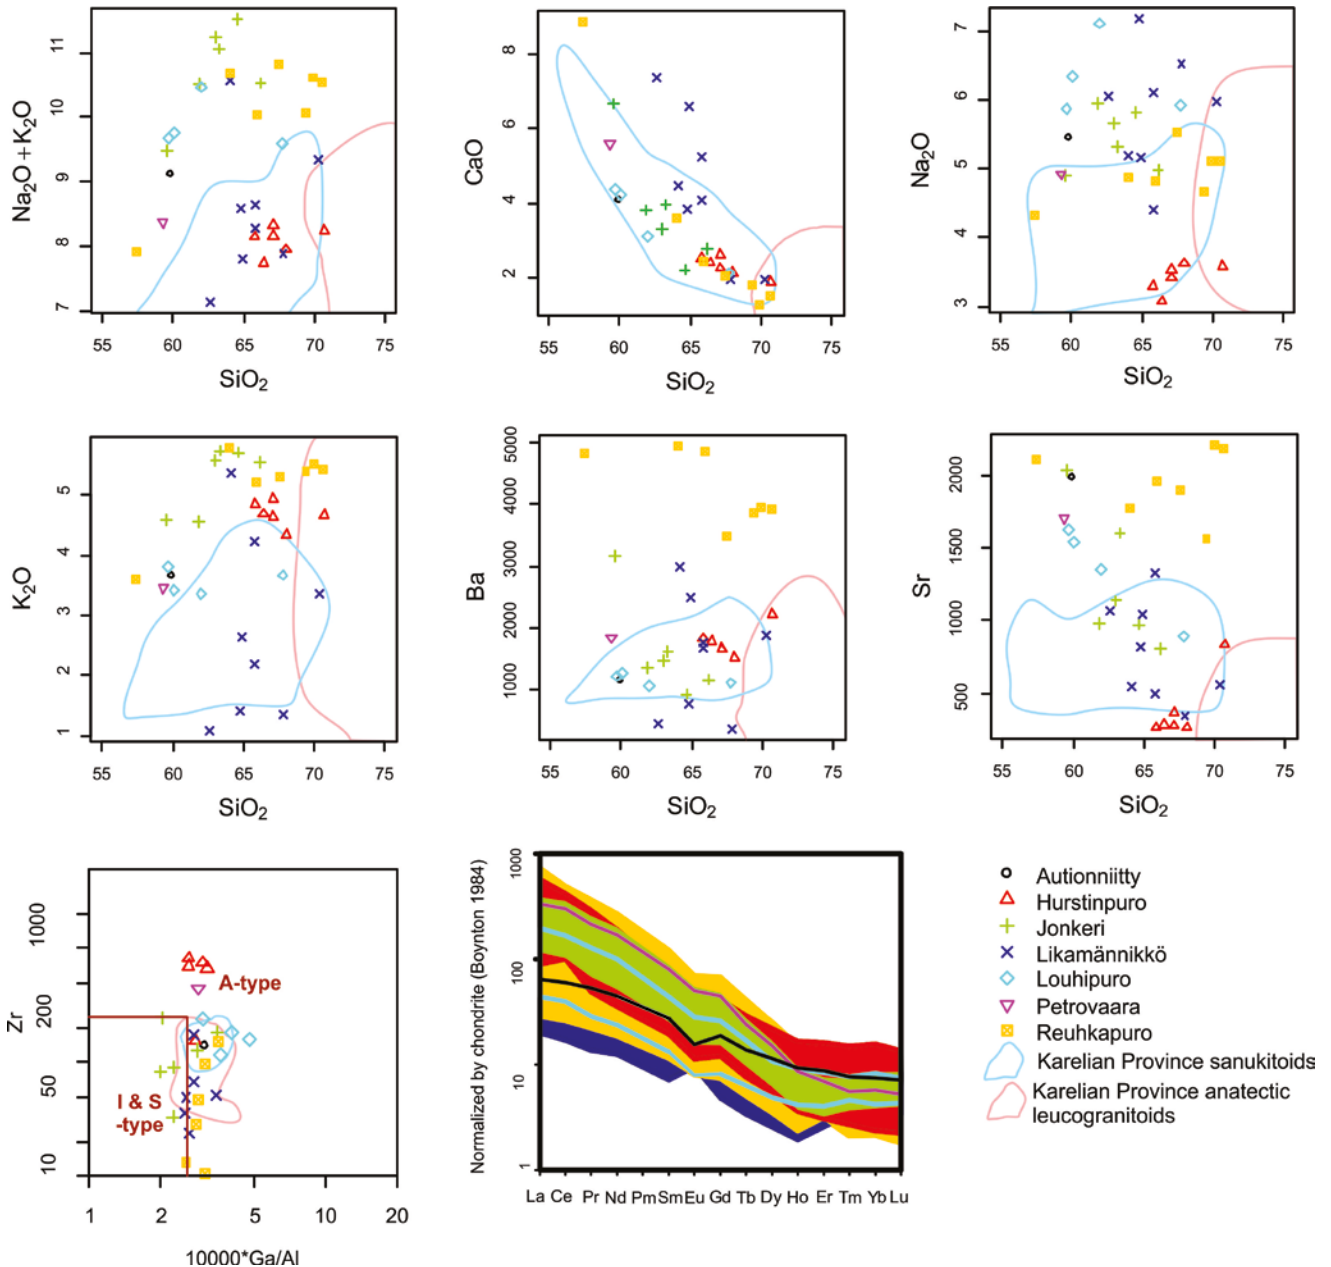 11
10
9
8
7
Na₂O + K₂O
55 60 65 70 75
SiO₂
8
6
4
2
CaO
55 60 65 70 75
SiO₂
7
6
5
4
3
Na₂O
55 60 65 70 75
SiO₂
5
4
3
2
1
K₂O
55 60 65 70 75
SiO₂
5000
4000
3000
2000
1000
Ba
55 60 65 70 75
SiO₂
2000
1500
1000
500
Sr
55 60 65 70 75
SiO₂
1000
200
50
10
Zr
A-type
I & S
-type
1 2 5 10 20
10000*Ga/Al
1000
100
10
1
Normalized by chondrite (Boynton 1984)
La Ce Pr Nd Pm Sm Eu Gd Tb Dy Ho Er Tm Yb Lu
Autionniitty
Hurstinpuro
Jonkeri
Likamännikkö
Louhipuro
Petrovaara
Reuhkapuro
Karelian Province sanukitoids
Karelian Province anatectic
leucogranitoids